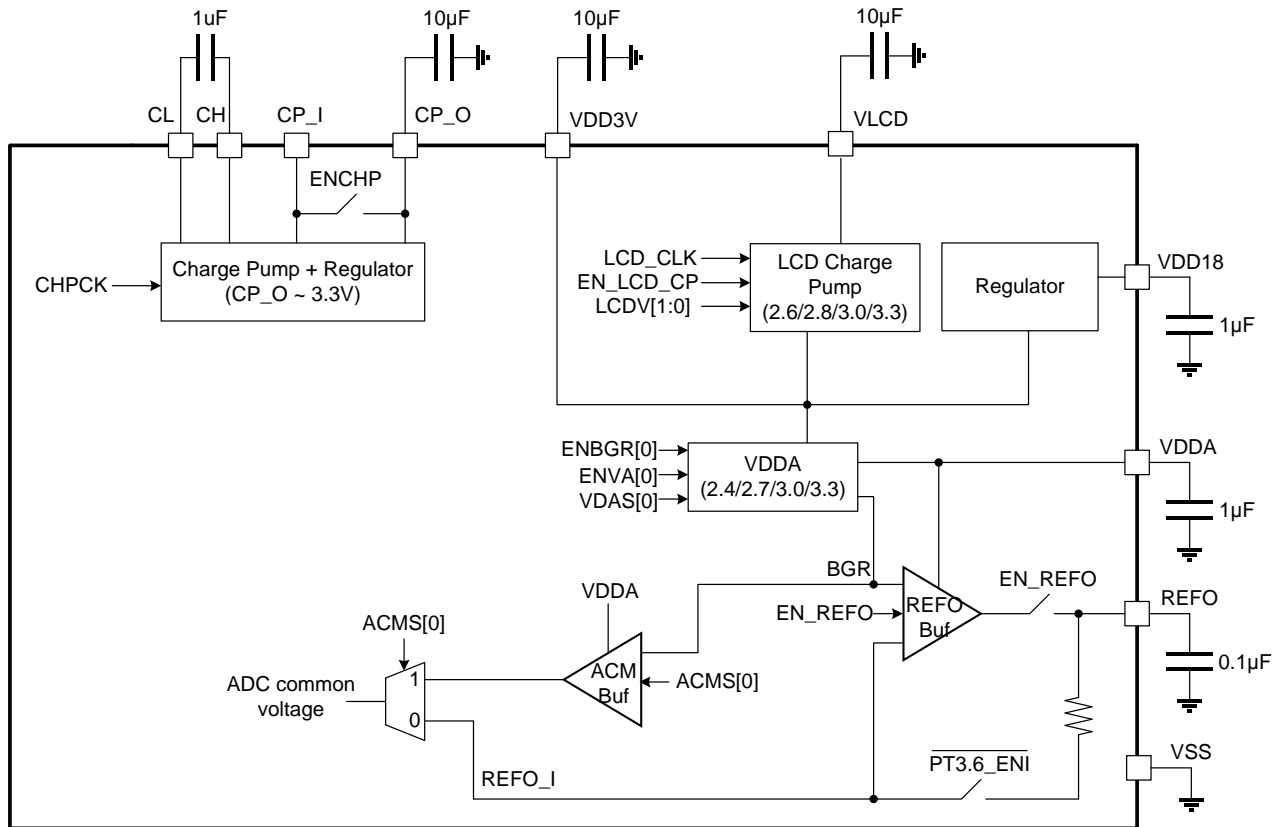 1uF
10µF
10µF
10µF
CL
CH
CP_I
CP_O
VDD3V
VLCD
ENCHP
CHPCK
Charge Pump + Regulator
(CP_O ~ 3.3V)
LCD_CLK
EN_LCD_CP
LCDV[1:0]
LCD Charge
Pump
(2.6/2.8/3.0/3.3)
Regulator
VDD18
1µF
ENBGR[0]
ENVA[0]
VDAS[0]
VDDA
(2.4/2.7/3.0/3.3)
VDDA
1µF
BGR
VDDA
EN_REFO
REFO
Buf
EN_REFO
REFO
0.1µF
ACMS[0]
ACM
Buf
ACMS[0]
ADC common
voltage
1
0
REFO_I
PT3.6_ENI
VSS